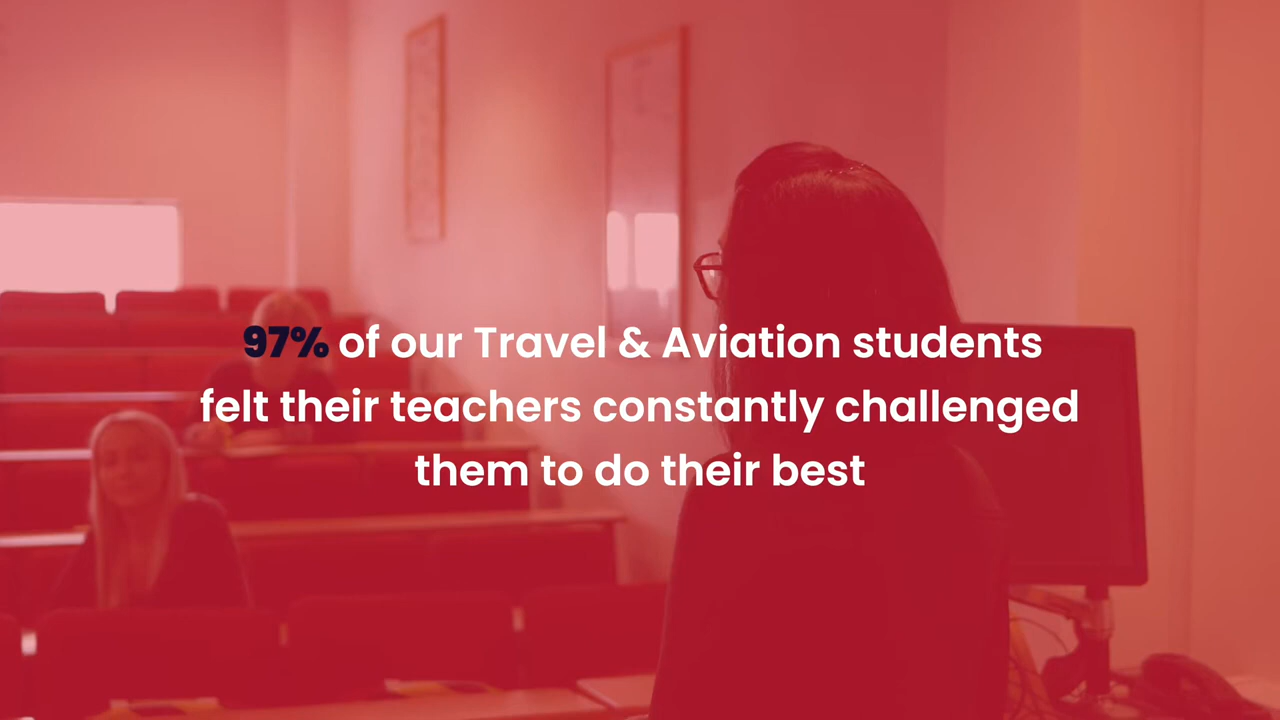 97% of our Travel & Aviation students
felt their teachers constantly challenged
them to do their best